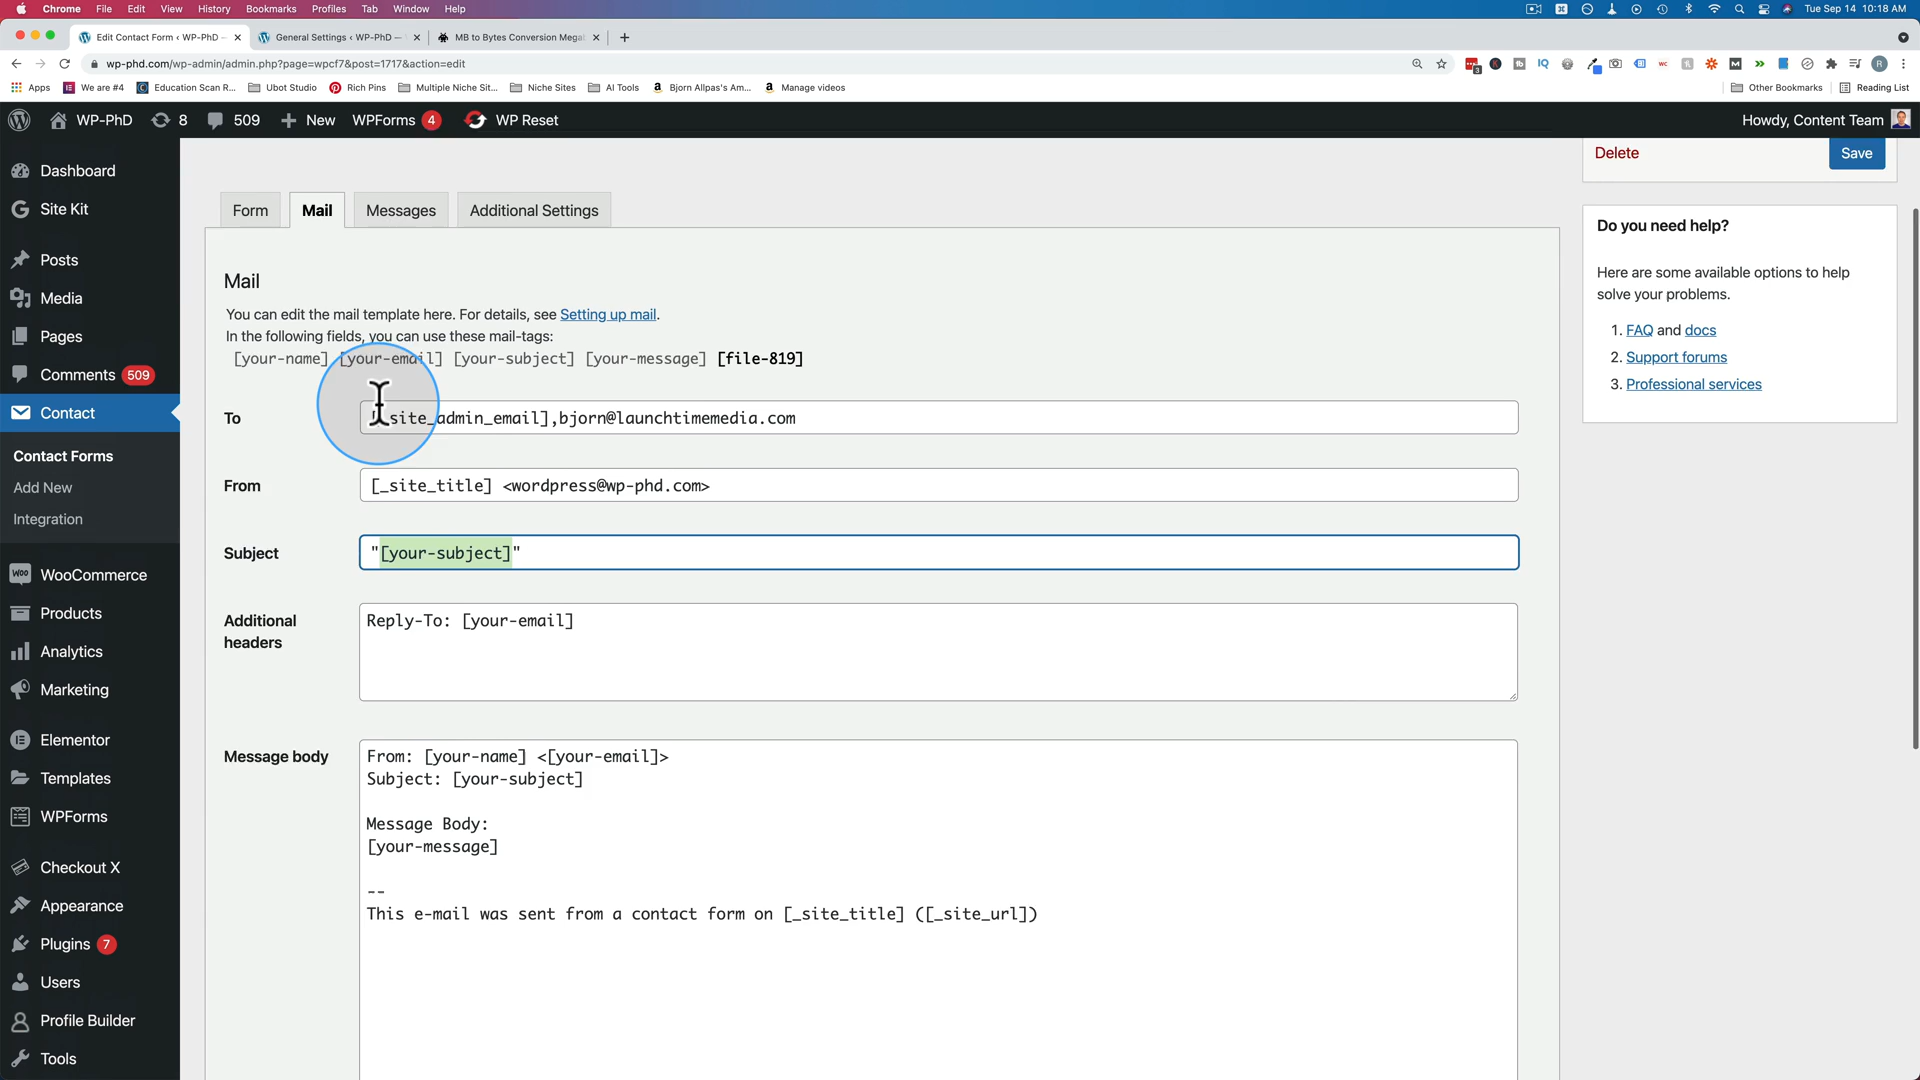 Chrome File Edit View History Bookmarks Profiles Tab Window Help
Tue Sep 14 10:18 AM
Edit Contact Form ‹ WP-PhD —
General Settings ‹ WP-PhD —
MB to Bytes Conversion Mega
wp-phd.com/wp-admin/admin.php?page=wpcf7&post=1717&action=edit
Apps We are #4 Education Scan R... Ubot Studio Rich Pins Multiple Niche Sit... Niche Sites AI Tools Bjorn Allpas's Am... Manage videos Other Bookmarks Reading List
WP-PhD 8 509 New WPForms 4 WP Reset Howdy, Content Team
Dashboard
Site Kit
Posts
Media
Pages
Comments 509
Contact
Contact Forms
Add New
Integration
WooCommerce
Products
Analytics
Marketing
Elementor
Templates
WPForms
Checkout X
Appearance
Plugins 7
Users
Profile Builder
Tools
Form Mail Messages Additional Settings
Mail
You can edit the mail template here. For details, see Setting up mail.
In the following fields, you can use these mail-tags:
[your-name] [your-email] [your-subject] [your-message] [file-819]
To [_site_admin_email],bjorn@launchtimemedia.com
From [_site_title] <wordpress@wp-phd.com>
Subject "[your-subject]"
Additional headers
Reply-To: [your-email]
Message body
From: [your-name] <[your-email]>
Subject: [your-subject]
Message Body:
[your-message]
--
This e-mail was sent from a contact form on [_site_title] ([_site_url])
Delete Save
Do you need help?
Here are some available options to help
solve your problems.
1. FAQ and docs
2. Support forums
3. Professional services